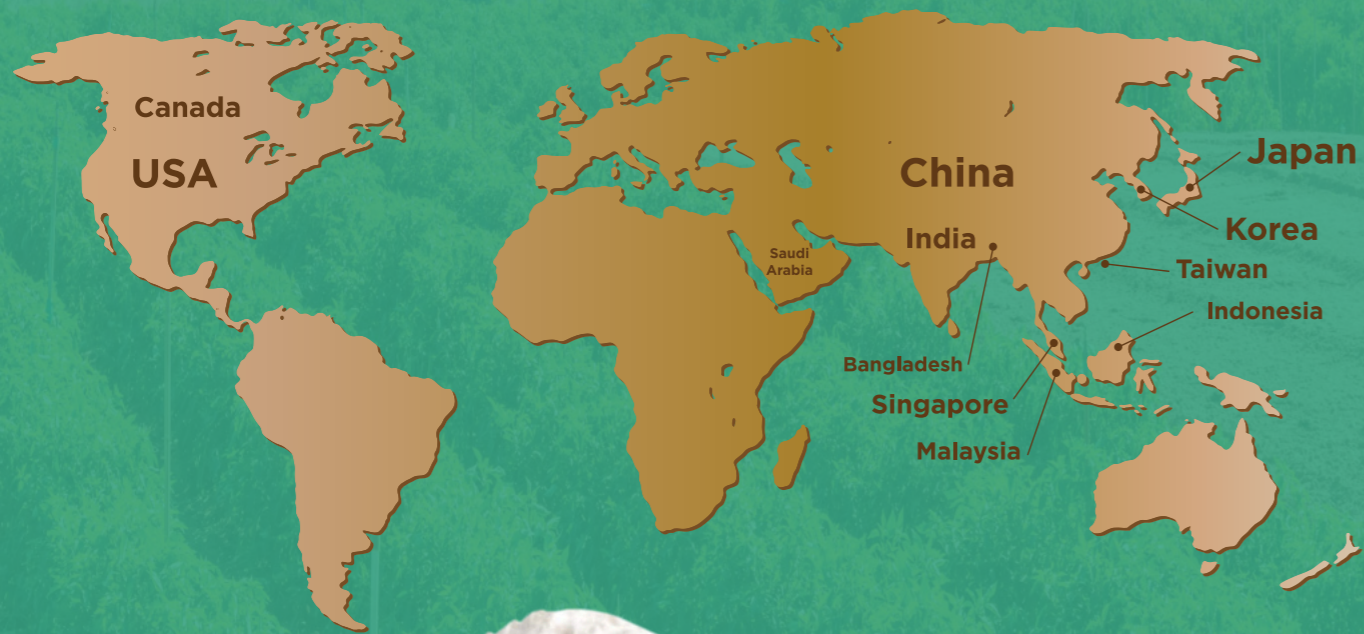 Canada
USA
China
Japan
India
Korea
Saudi
Arabia
Taiwan
Indonesia
Bangladesh
Singapore
Malaysia